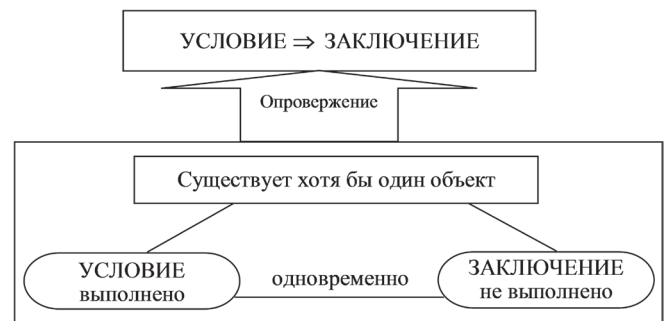 УСЛОВИЕ ⇒ ЗАКЛЮЧЕНИЕ
Опровержение
Существует хотя бы один объект
УСЛОВИЕ
выполнено
одновременно
ЗАКЛЮЧЕНИЕ
не выполнено